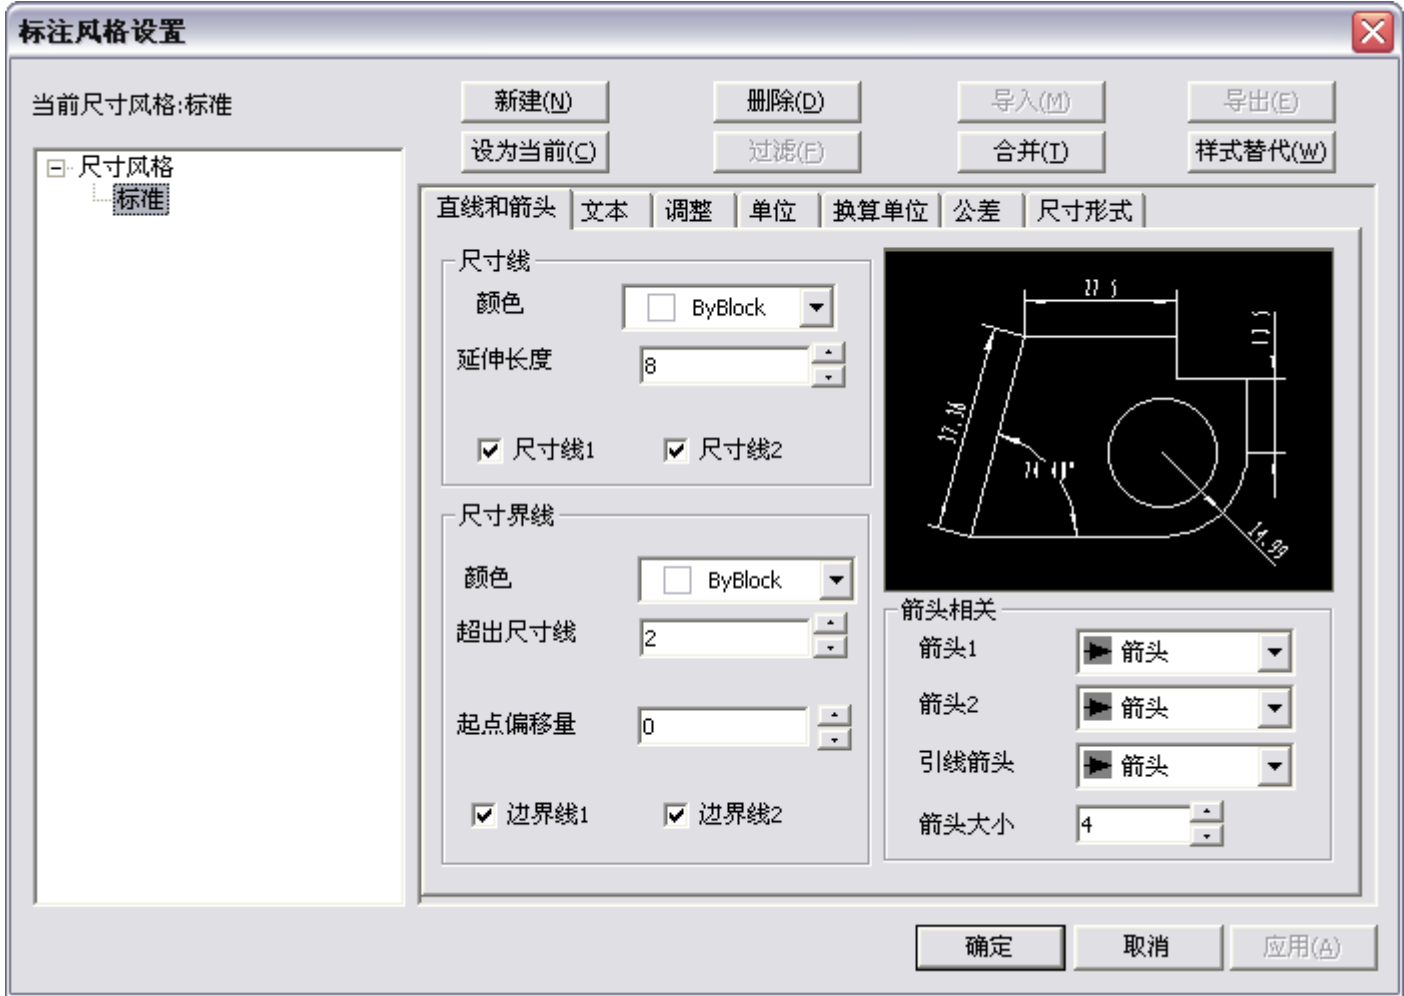 标注风格设置
当前尺寸风格:标准
新建(N)
删除(D)
导入(M)
导出(E)
设为当前(C)
过滤(F)
合并(T)
样式替代(W)
尺寸风格
标准
直线和箭头
文本
调整
单位
换算单位
公差
尺寸形式
尺寸线
颜色
ByBlock
延伸长度
8
尺寸线1
尺寸线2
尺寸界线
颜色
ByBlock
超出尺寸线
2
起点偏移量
0
边界线1
边界线2
37.36
14.99
箭头相关
箭头1
箭头
箭头2
箭头
引线箭头
箭头
箭头大小
4
确定
取消
应用(A)